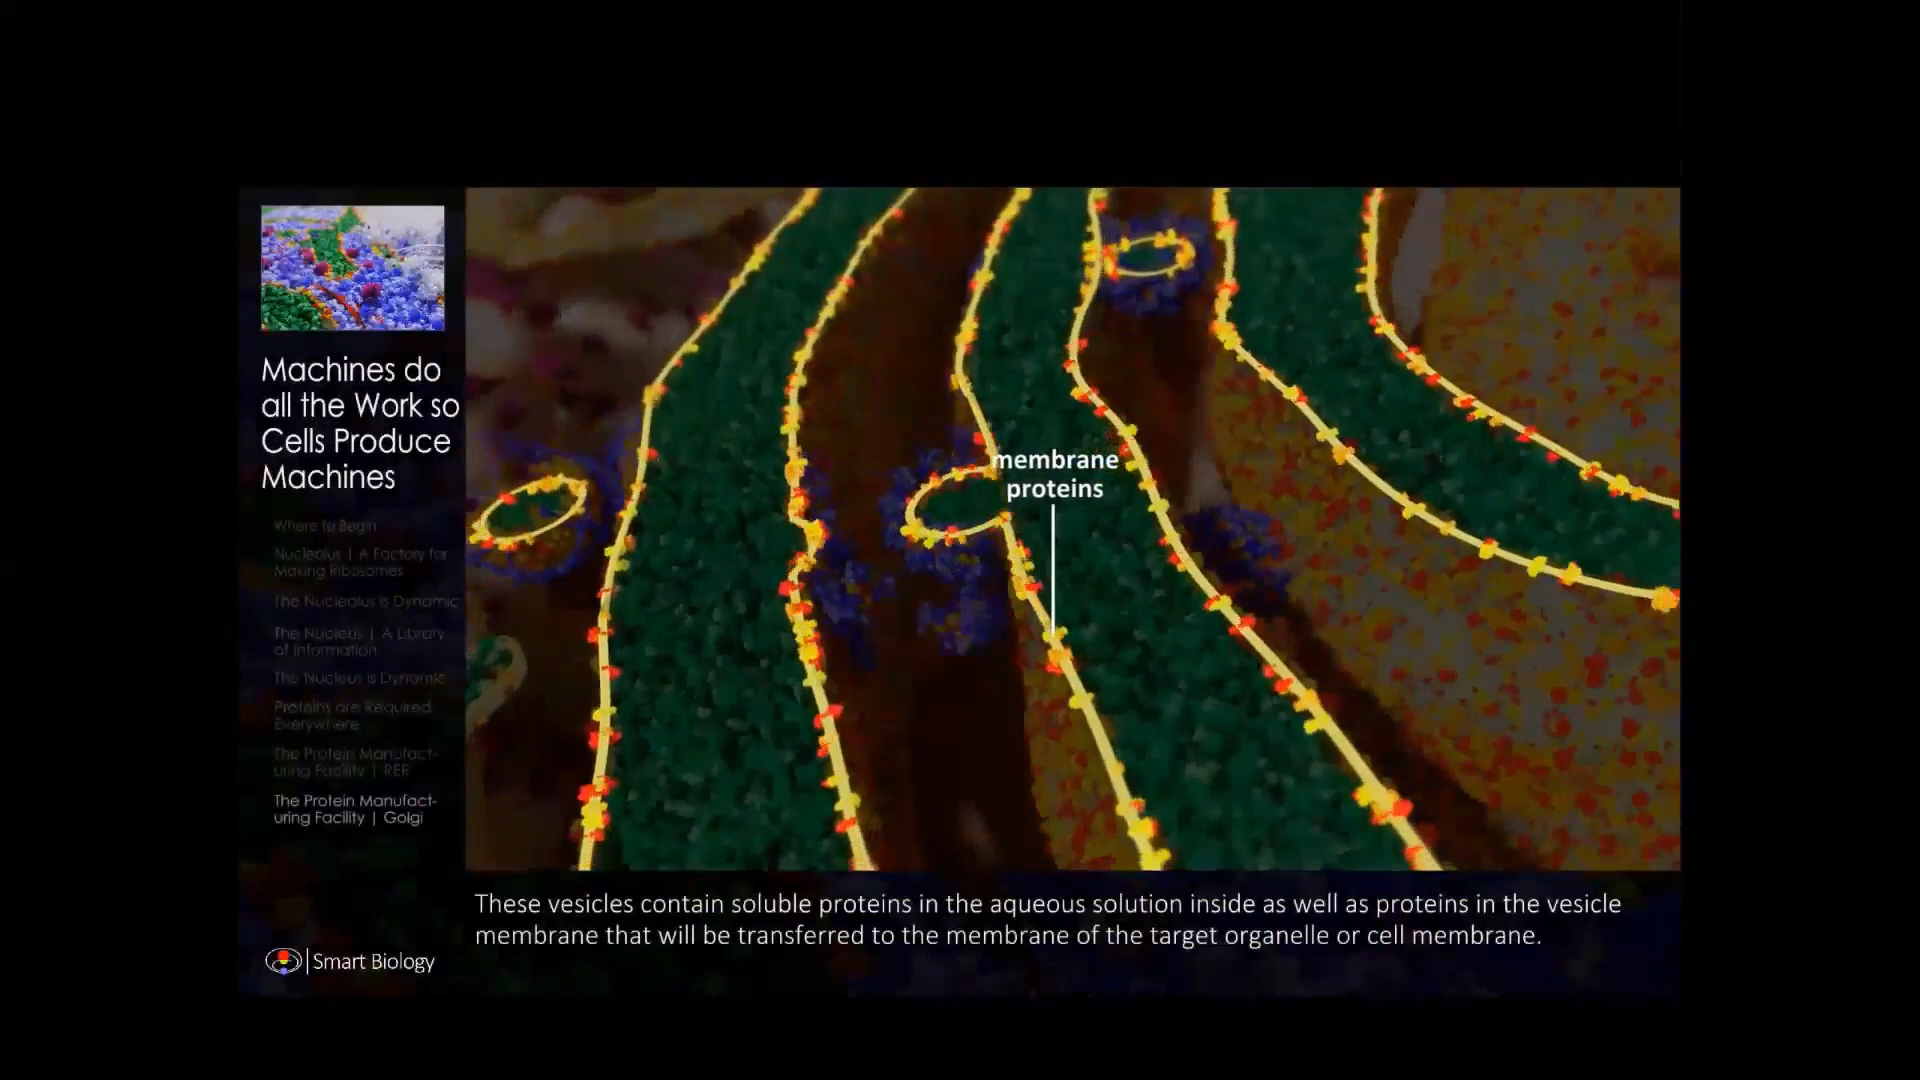 Machines do
all the Work so
Cells Produce
Machines
Where to Begin
Nucleolus | A Factory for
Making Ribosomes
The Nucleolus is Dynamic
The Nucleus | A Library
of Information
The Nucleus is Dynamic
Proteins are Required
Everywhere
The Protein Manufact-
uring Facility | RER
The Protein Manufact-
uring Facility | Golgi
Smart Biology
membrane
proteins
These vesicles contain soluble proteins in the aqueous solution inside as well as proteins in the vesicle
membrane that will be transferred to the membrane of the target organelle or cell membrane.